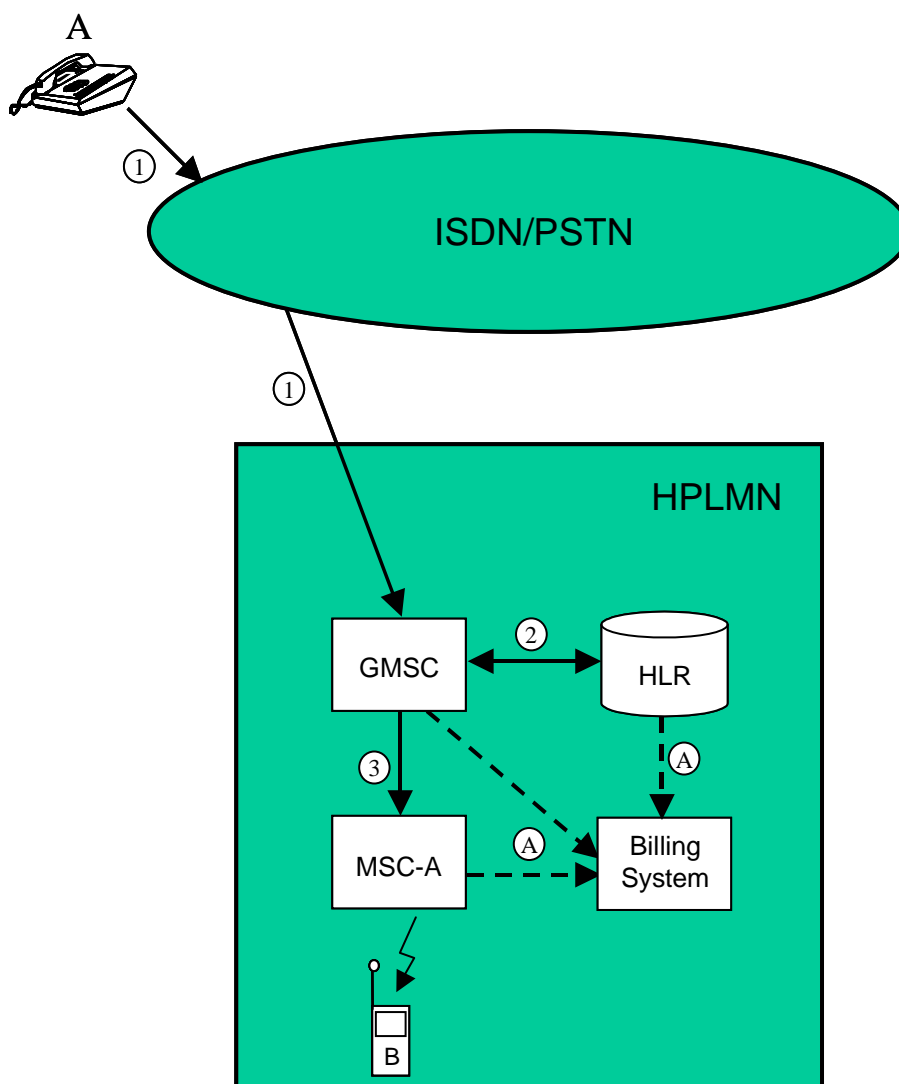 A
1
ISDN/PSTN
1
HPLMN
GMSC
2
HLR
3
A
MSC-A
A
Billing
System
B